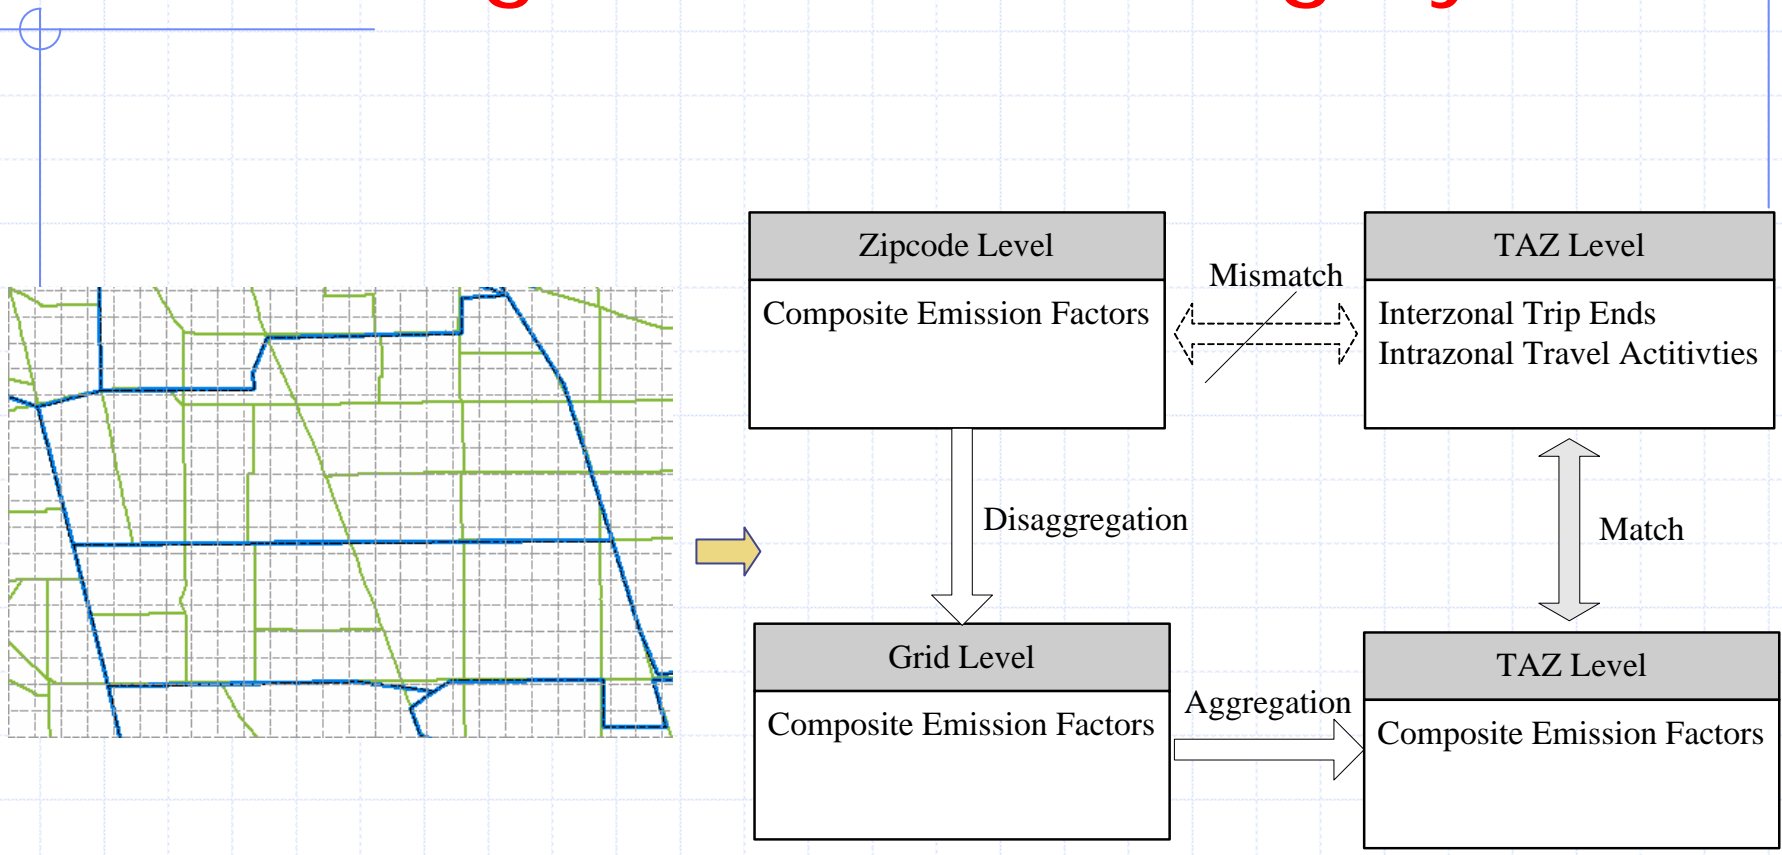 Zipcode Level
Composite Emission Factors
Mismatch
TAZ Level
Interzonal Trip Ends
Intrazonal Travel Actitivties
Disaggregation
Match
Grid Level
Composite Emission Factors
Aggregation
TAZ Level
Composite Emission Factors